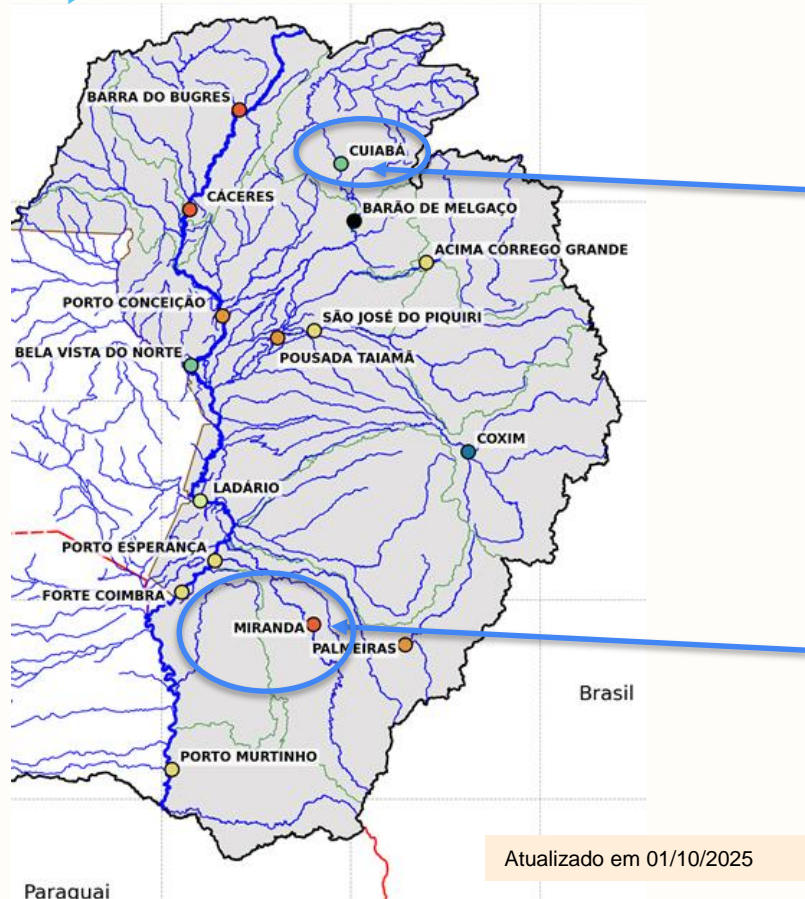 BARRA DO BUGRES
CUIABÁ
CÁCERES
BARÃO DE MELGAÇO
ACIMA CÓRREGO GRANDE
PORTO CONCEIÇÃO
SÃO JOSÉ DO PIQUIRI
BELA VISTA DO NORTE
POUSADA TAIAMÃ
COXIM
LADÁRIO
PORTO ESPERANÇA
FORTE COIMBRA
MIRANDA
PALMEIRAS
Brasil
PORTO MURTINHO
Atualizado em 01/10/2025
Paraguai